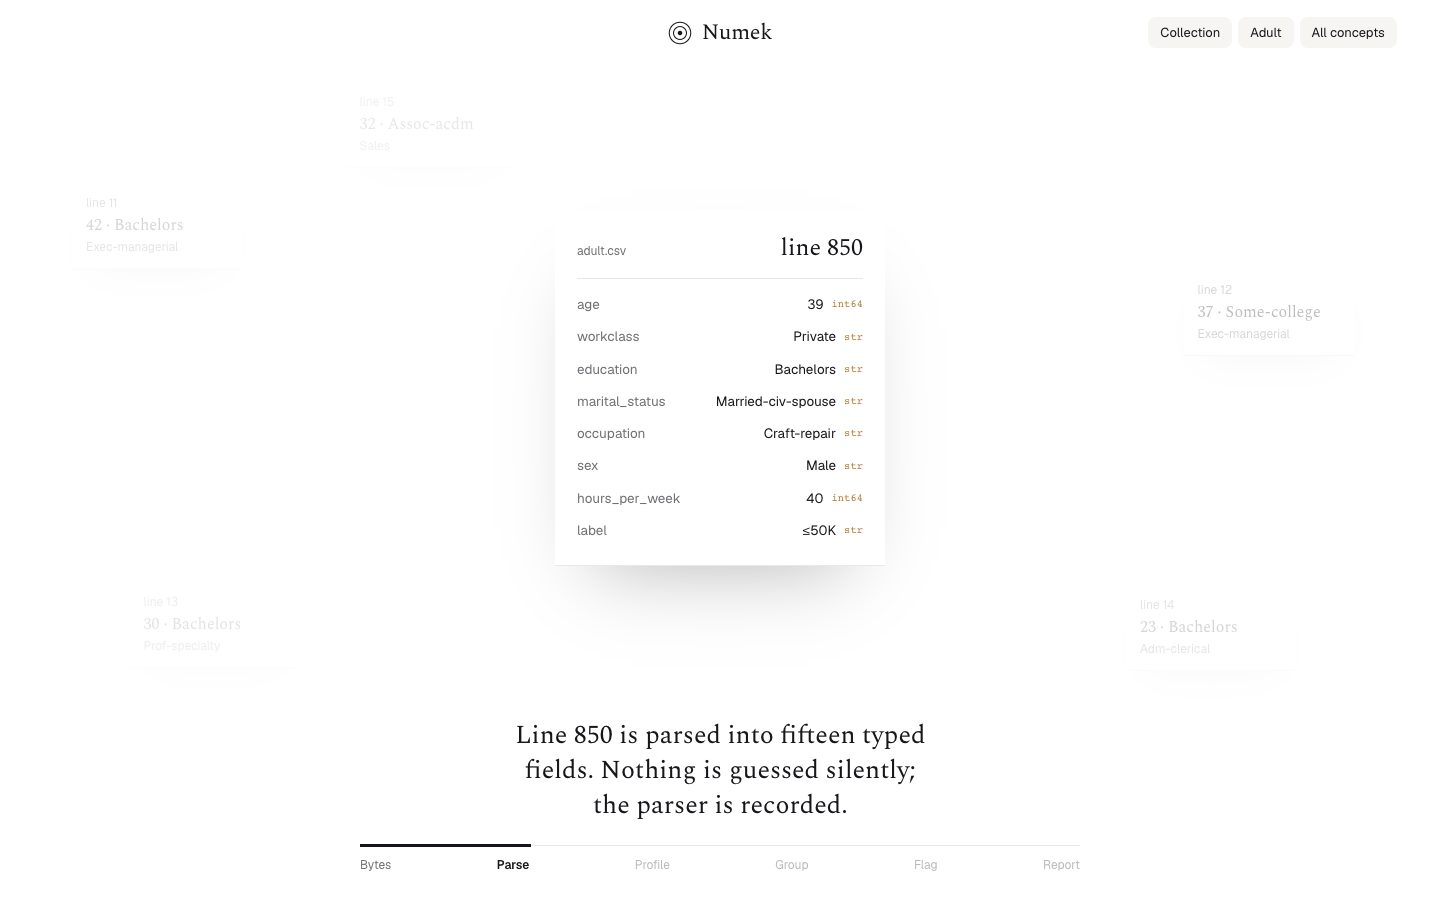 Numek
Collection
Adult
All concepts
line 15
32 · Assoc-acdm
Sales
line 11
42 · Bachelors
Exec-managerial
adult.csv
line 850
age 39 int64
workclass Private str
education Bachelors str
marital_status Married-civ-spouse str
occupation Craft-repair str
sex Male str
hours_per_week 40 int64
label ≤50K str
line 12
37 · Some-college
Exec-managerial
line 13
30 · Bachelors
Prof-specialty
line 14
23 · Bachelors
Adm-clerical
Line 850 is parsed into fifteen typed
fields. Nothing is guessed silently;
the parser is recorded.
Bytes
Parse
Profile
Group
Flag
Report